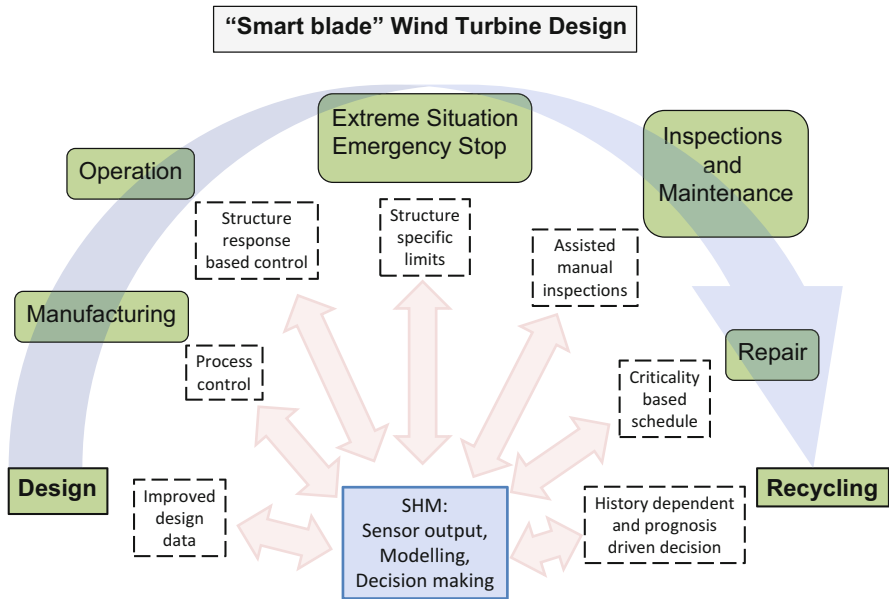 “Smart blade” Wind Turbine Design
Extreme Situation
Emergency Stop
Inspections
and
Maintenance
Operation
Structure
response
based control
Structure
specific
limits
Assisted
manual
inspections
Manufacturing
Process
control
Repair
Criticality
based
schedule
Design
Improved
design
data
SHM:
Sensor output,
Modelling,
Decision making
History dependent
and prognosis
driven decision
Recycling